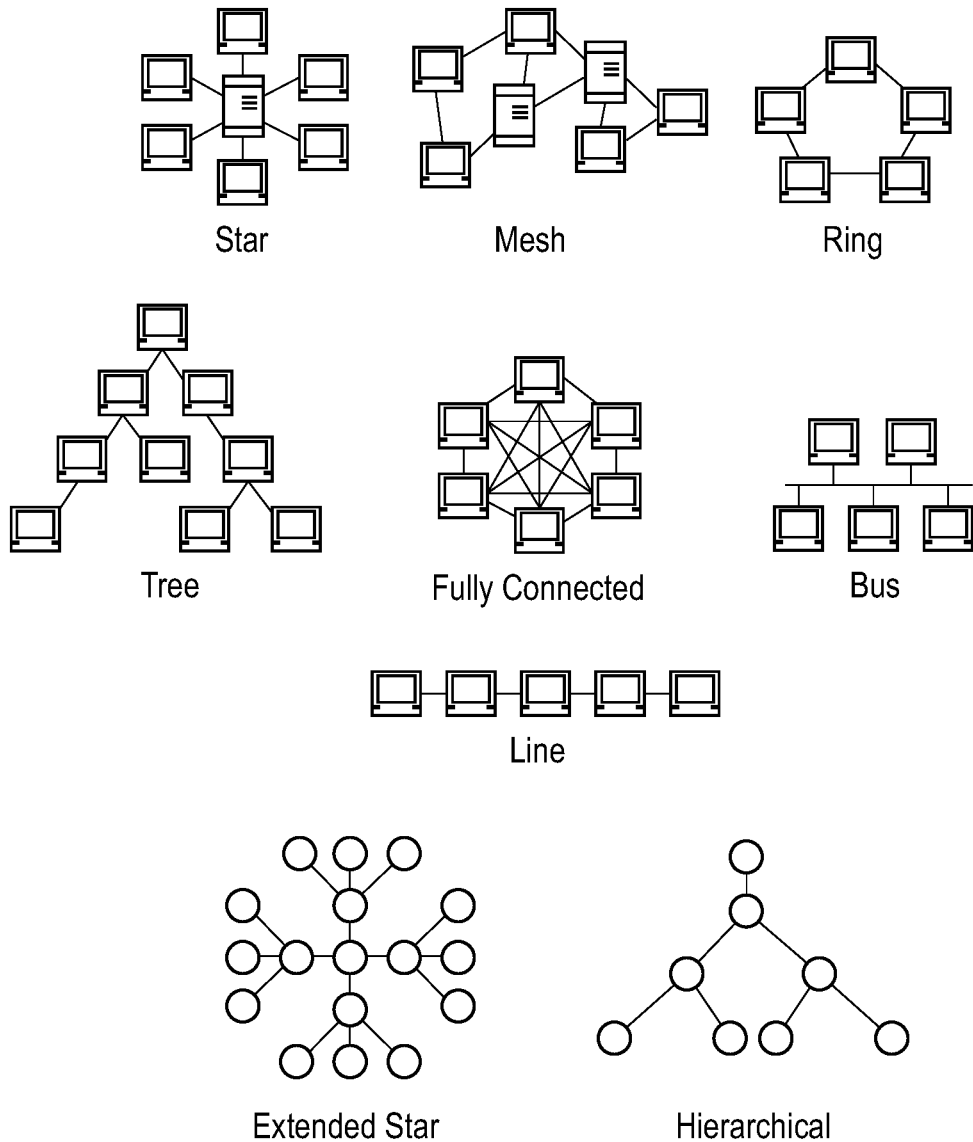 Star
Mesh
Ring
Tree
Fully Connected
Bus
Line
Extended Star
Hierarchical